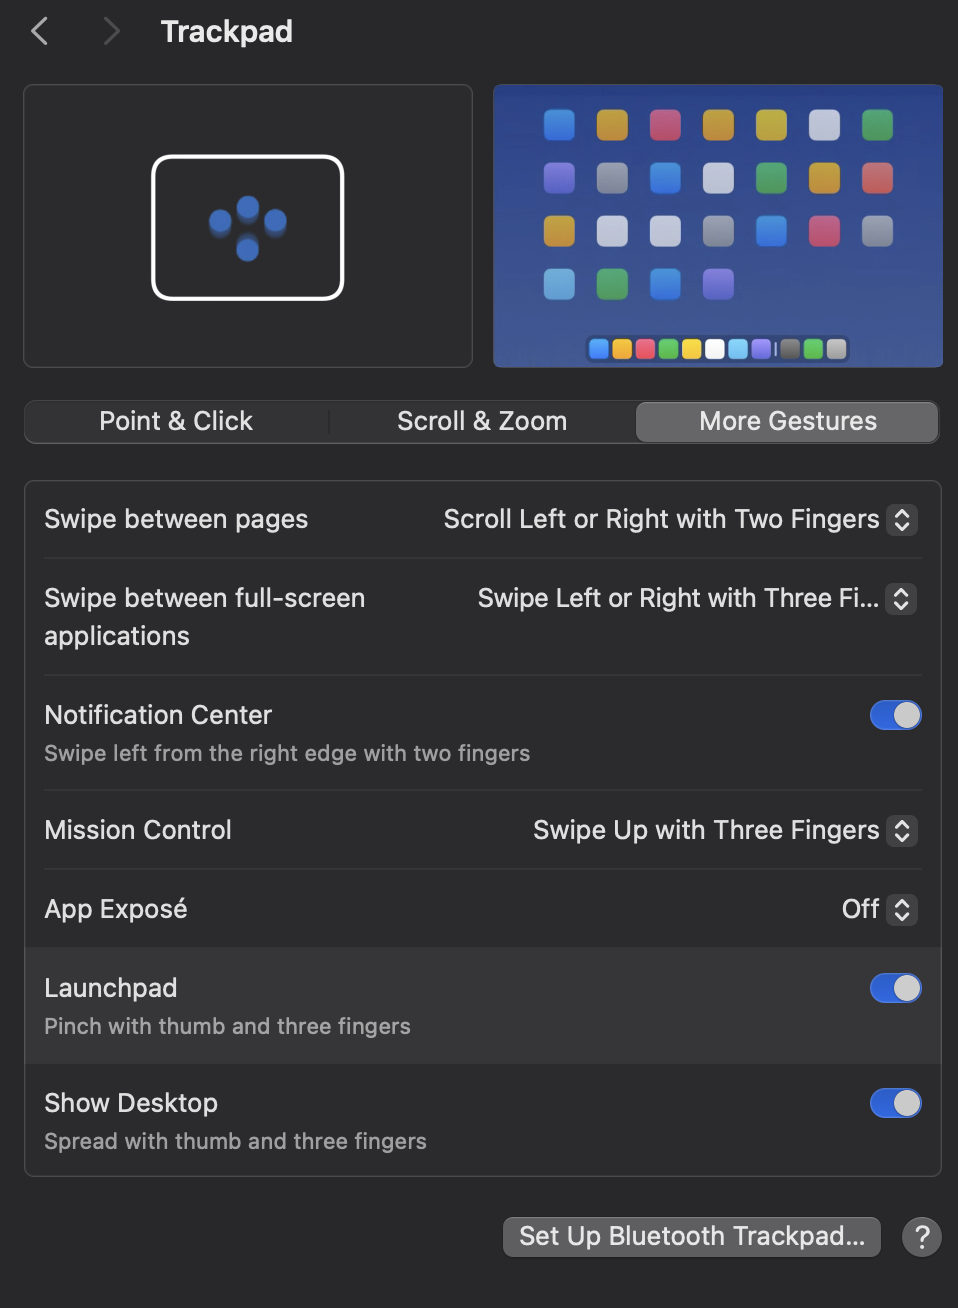 Trackpad
Point & Click
Scroll & Zoom
More Gestures
Swipe between pages
Scroll Left or Right with Two Fingers
Swipe between full-screen
applications
Swipe Left or Right with Three Fi...
Notification Center
Swipe left from the right edge with two fingers
Mission Control
Swipe Up with Three Fingers
App Exposé
Off
Launchpad
Pinch with thumb and three fingers
Show Desktop
Spread with thumb and three fingers
Set Up Bluetooth Trackpad...
?